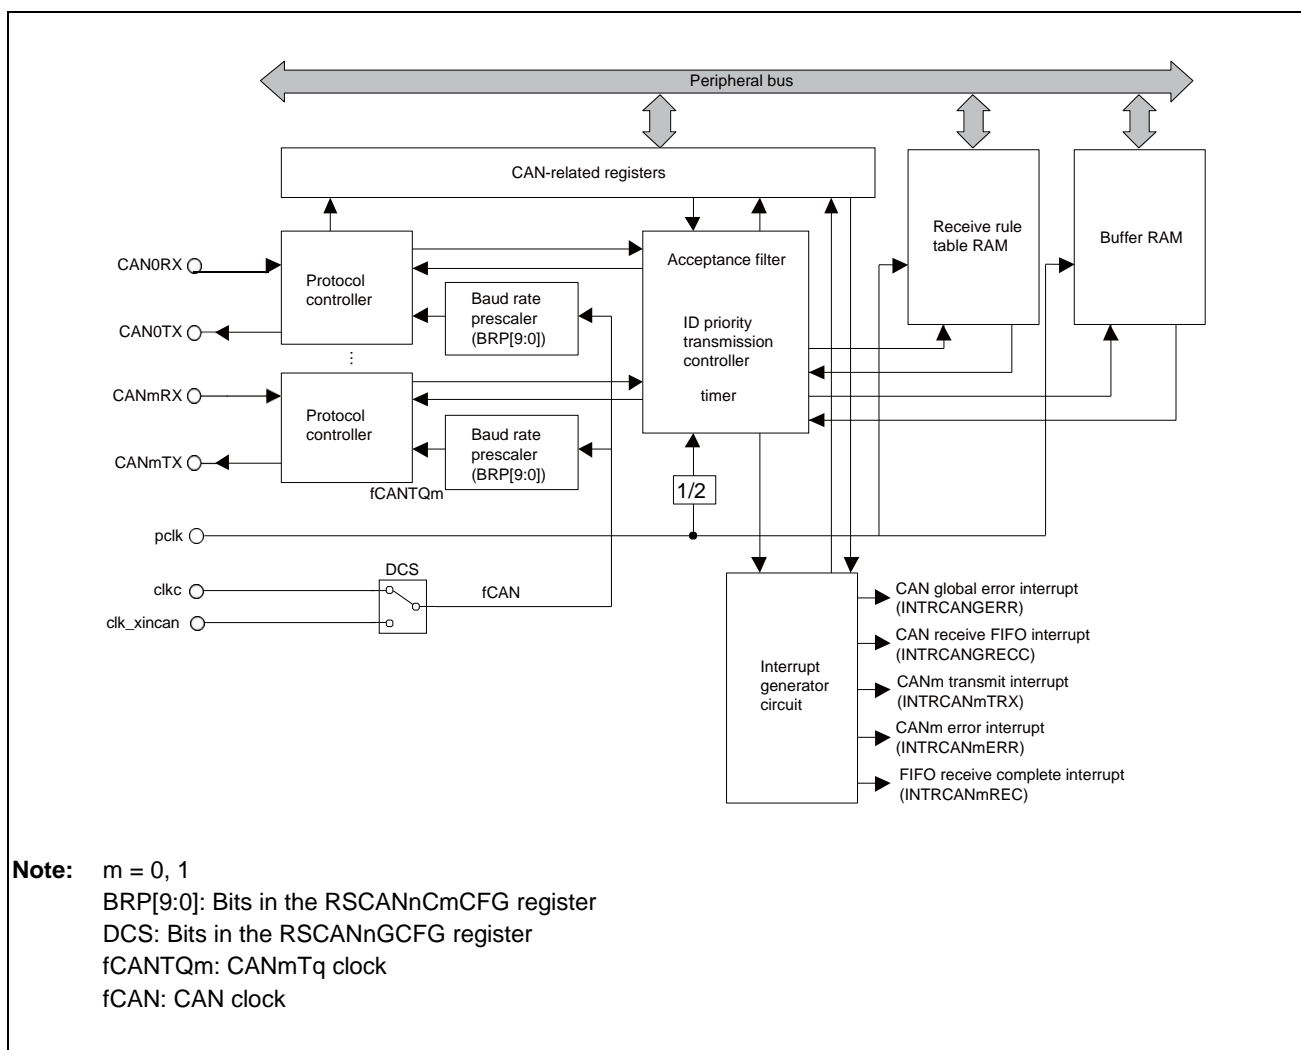 Peripheral bus
CAN-related registers
Receive rule
table RAM
Buffer RAM
CAN0RX
CAN0TX
CANmRX
CANmTX
Protocol
controller
Baud rate
prescaler
(BRP[9:0])
...
Protocol
controller
Baud rate
prescaler
(BRP[9:0])
fCANTQm
Acceptance filter
ID priority
transmission
controller
timer
1/2
pclk
clkc
clk_xincan
DCS
fCAN
Interrupt
generator
circuit
CAN global error interrupt
(INTRCANGERR)
CAN receive FIFO interrupt
(INTRCANGRECC)
CANm transmit interrupt
(INTRCANmTRX)
CANm error interrupt
(INTRCANmERR)
FIFO receive complete interrupt
(INTRCANmREC)
Note: m = 0, 1
BRP[9:0]: Bits in the RSCANnCmCFG register
DCS: Bits in the RSCANnGCFG register
fCANTQm: CANmTq clock
fCAN: CAN clock